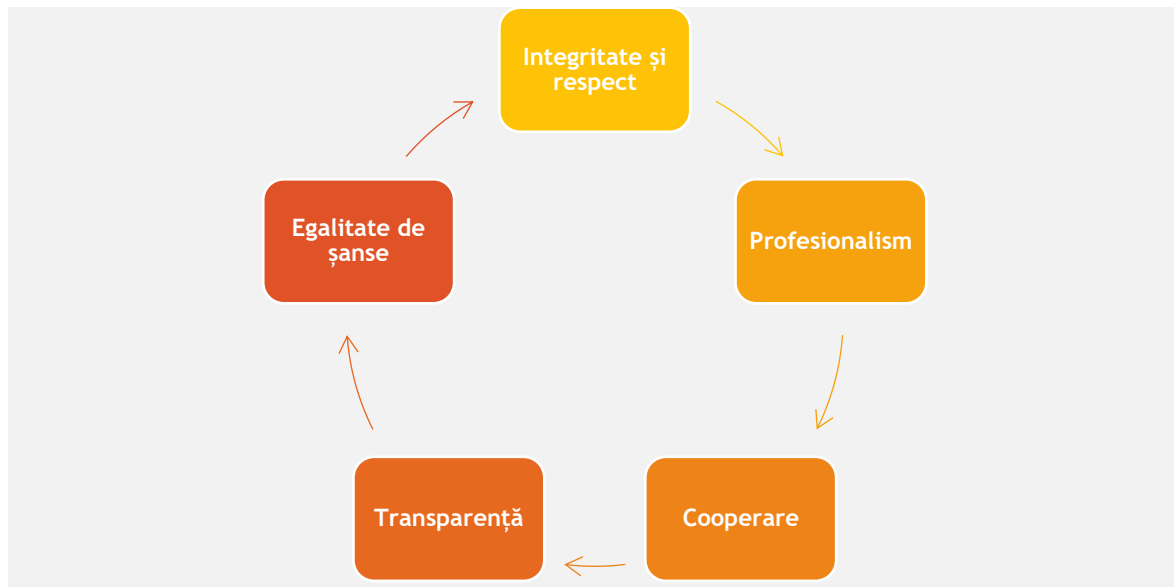 Integritate și
respect
Profesionalism
Cooperare
Transparență
Egalitate de
șanse